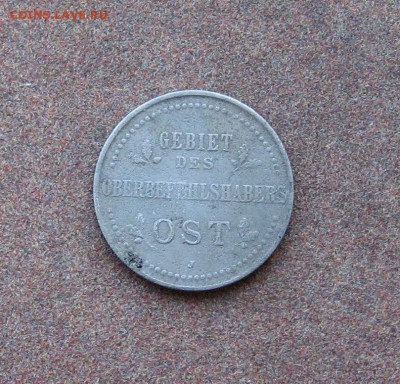 COINS.LAVE.RU
GEBIET
DES
OBERBEFEHLSHABERS
OST
J